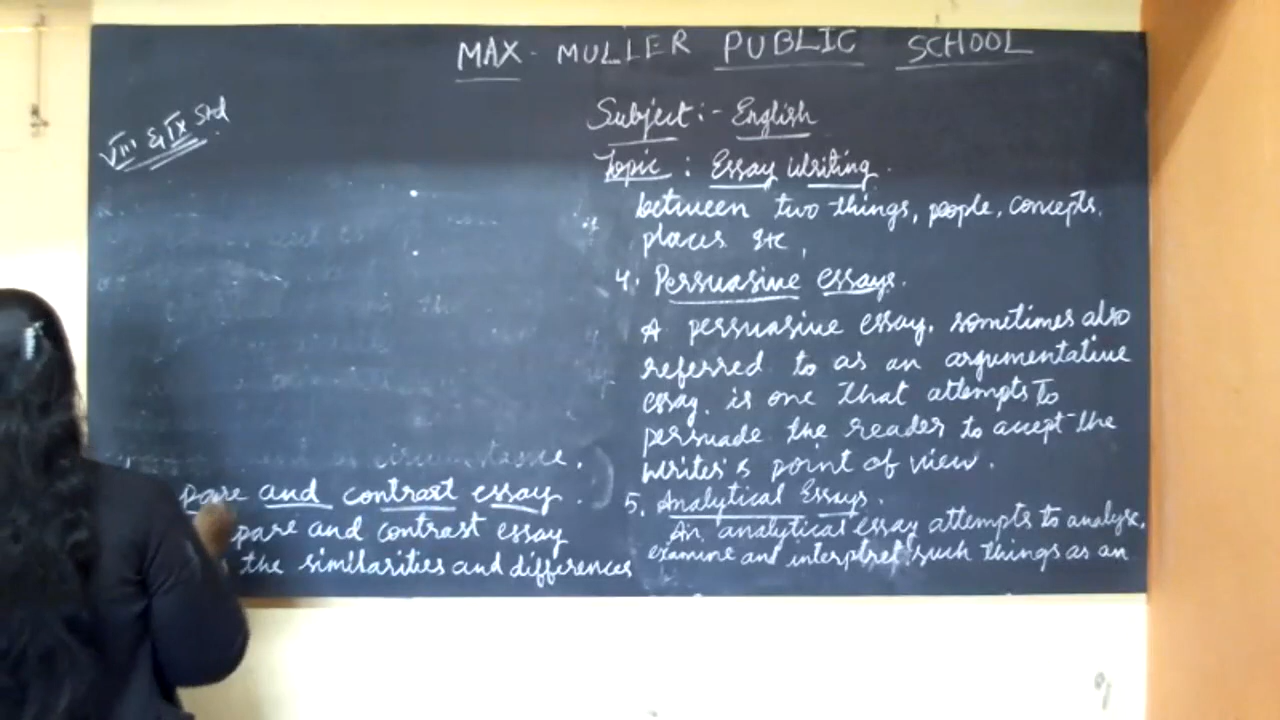 MAX - MULLER PUBLIC SCHOOL
VIII & IX Std
Subject :- English
Topic : Essay Writing.
circumstance.
pare and contrast essay.
pare and contrast essay
the similarities and differences
between two things, people, concepts,
places etc,
4. Persuasive essays.
A persuasive essay, sometimes also
referred to as an argumentative
essay, is one that attempts to
persuade the reader to accept the
writer's point of view.
5. Analytical Essays.
An analytical essay attempts to analyse,
examine and interptret such things as an